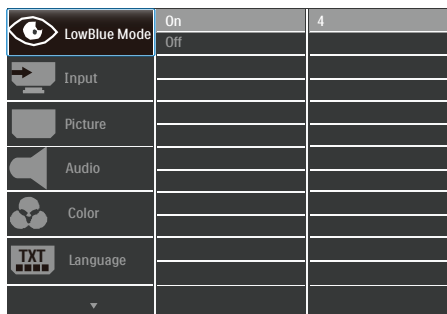 LowBlue Mode
On
4
Off
Input
Picture
Audio
Color
TXT
Language